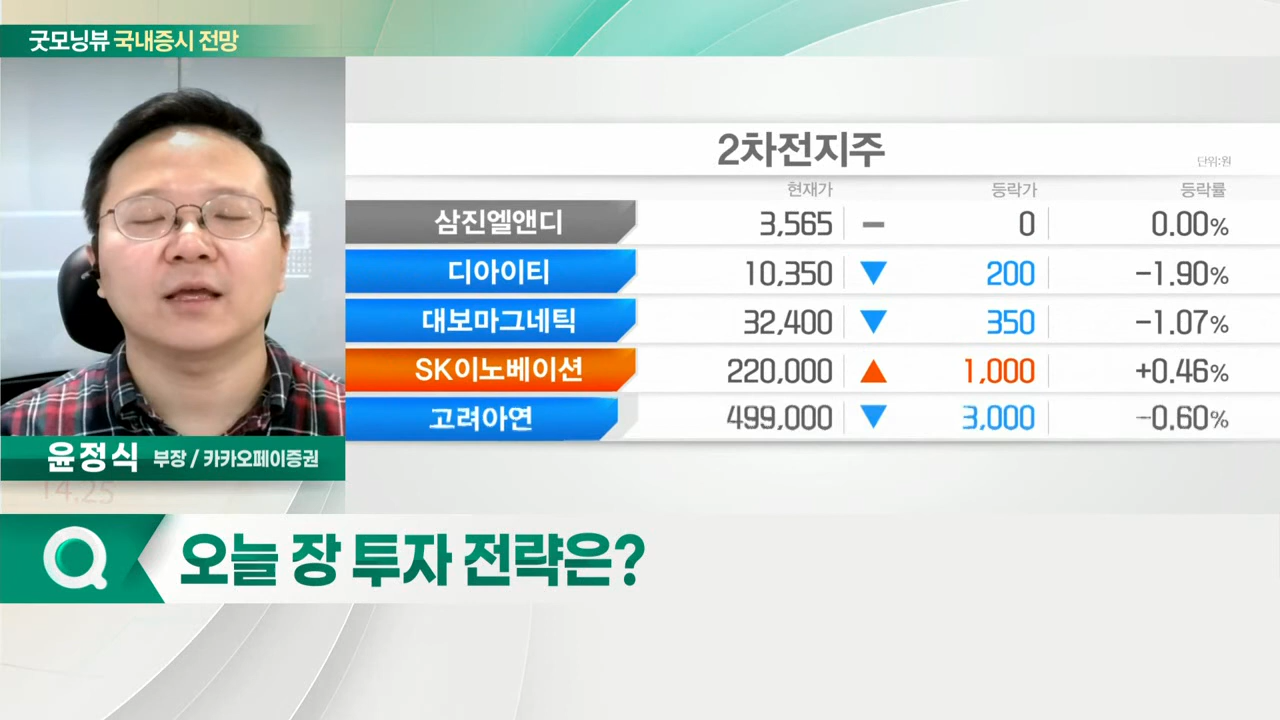 굿모닝뷰 국내증시 전망
2차전지주
단위:원
현재가 등락가 등락률
삼진엘앤디 3,565 – 0 0.00%
디아이티 10,350 ▼ 200 -1.90%
대보마그네틱 32,400 ▼ 350 -1.07%
SK이노베이션 220,000 ▲ 1,000 +0.46%
고려아연 499,000 ▼ 3,000 -0.60%
윤정식 부장 / 카카오페이증권
14.25
Q 오늘 장 투자 전략은?